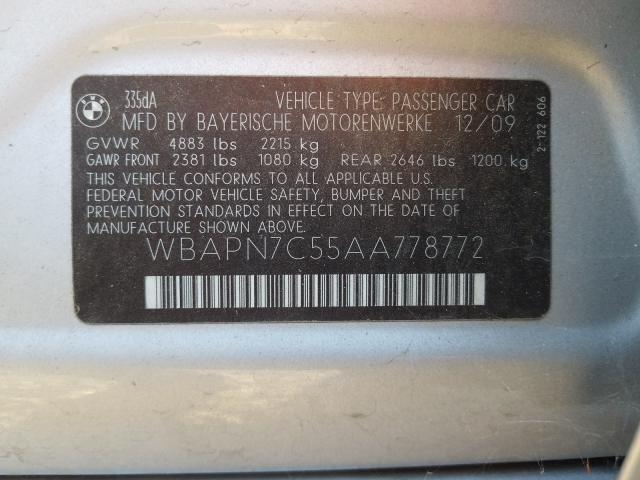 BMW
335dA VEHICLE TYPE: PASSENGER CAR
MFD BY BAYERISCHE MOTORENWERKE 12/09
GVWR 4883 lbs 2215 kg
GAWR FRONT 2381 lbs 1080 kg REAR 2646 lbs 1200 kg
THIS VEHICLE CONFORMS TO ALL APPLICABLE U.S.
FEDERAL MOTOR VEHICLE SAFETY, BUMPER AND THEFT
PREVENTION STANDARDS IN EFFECT ON THE DATE OF
MANUFACTURE SHOWN ABOVE.
WBAPN7C55AA778772
2 122 606